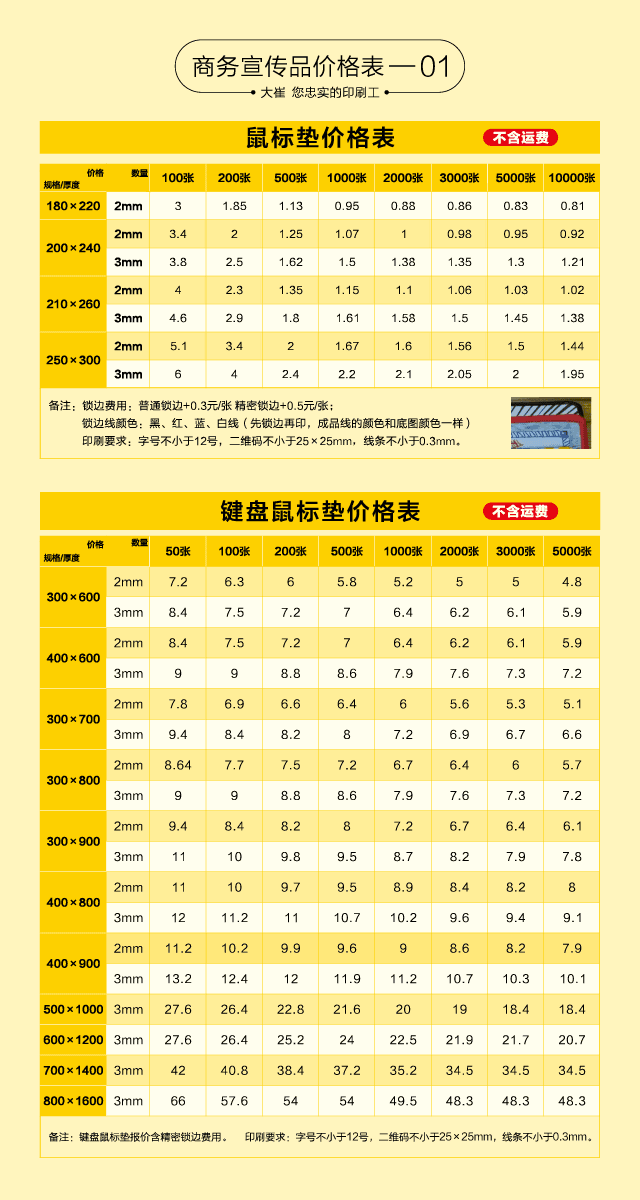 商务宣传品价格表—01
大崔 您忠实的印刷工
鼠标垫价格表 不含运费
价格 数量 规格/厚度 100张 200张 500张 1000张 2000张 3000张 5000张 10000张
180×220 2mm 3 1.85 1.13 0.95 0.88 0.86 0.83 0.81
200×240 2mm 3.4 2 1.25 1.07 1 0.98 0.95 0.92
3mm 3.8 2.5 1.62 1.5 1.38 1.35 1.3 1.21
210×260 2mm 4 2.3 1.35 1.15 1.1 1.06 1.03 1.02
3mm 4.6 2.9 1.8 1.61 1.58 1.5 1.45 1.38
250×300 2mm 5.1 3.4 2 1.67 1.6 1.56 1.5 1.44
3mm 6 4 2.4 2.2 2.1 2.05 2 1.95
备注：锁边费用：普通锁边+0.3元/张 精密锁边+0.5元/张；
锁边线颜色：黑、红、蓝、白线（先锁边再印，成品线的颜色和底图颜色一样）
印刷要求：字号不小于12号，二维码不小于25×25mm，线条不小于0.3mm。
键盘鼠标垫价格表 不含运费
价格 数量 规格/厚度 50张 100张 200张 500张 1000张 2000张 3000张 5000张
300×600 2mm 7.2 6.3 6 5.8 5.2 5 5 4.8
3mm 8.4 7.5 7.2 7 6.4 6.2 6.1 5.9
400×600 2mm 8.4 7.5 7.2 7 6.4 6.2 6.1 5.9
3mm 9 9 8.8 8.6 7.9 7.6 7.3 7.2
300×700 2mm 7.8 6.9 6.6 6.4 6 5.6 5.3 5.1
3mm 9.4 8.4 8.2 8 7.2 6.9 6.7 6.6
300×800 2mm 8.64 7.7 7.5 7.2 6.7 6.4 6 5.7
3mm 9 9 8.8 8.6 7.9 7.6 7.3 7.2
300×900 2mm 9.4 8.4 8.2 8 7.2 6.7 6.4 6.1
3mm 11 10 9.8 9.5 8.7 8.2 7.9 7.8
400×800 2mm 11 10 9.7 9.5 8.9 8.4 8.2 8
3mm 12 11.2 11 10.7 10.2 9.6 9.4 9.1
400×900 2mm 11.2 10.2 9.9 9.6 9 8.6 8.2 7.9
3mm 13.2 12.4 12 11.9 11.2 10.7 10.3 10.1
500×1000 3mm 27.6 26.4 22.8 21.6 20 19 18.4 18.4
600×1200 3mm 27.6 26.4 25.2 24 22.5 21.9 21.7 20.7
700×1400 3mm 42 40.8 38.4 37.2 35.2 34.5 34.5 34.5
800×1600 3mm 66 57.6 54 54 49.5 48.3 48.3 48.3
备注：键盘鼠标垫报价含精密锁边费用。 印刷要求：字号不小于12号，二维码不小于25×25mm，线条不小于0.3mm。